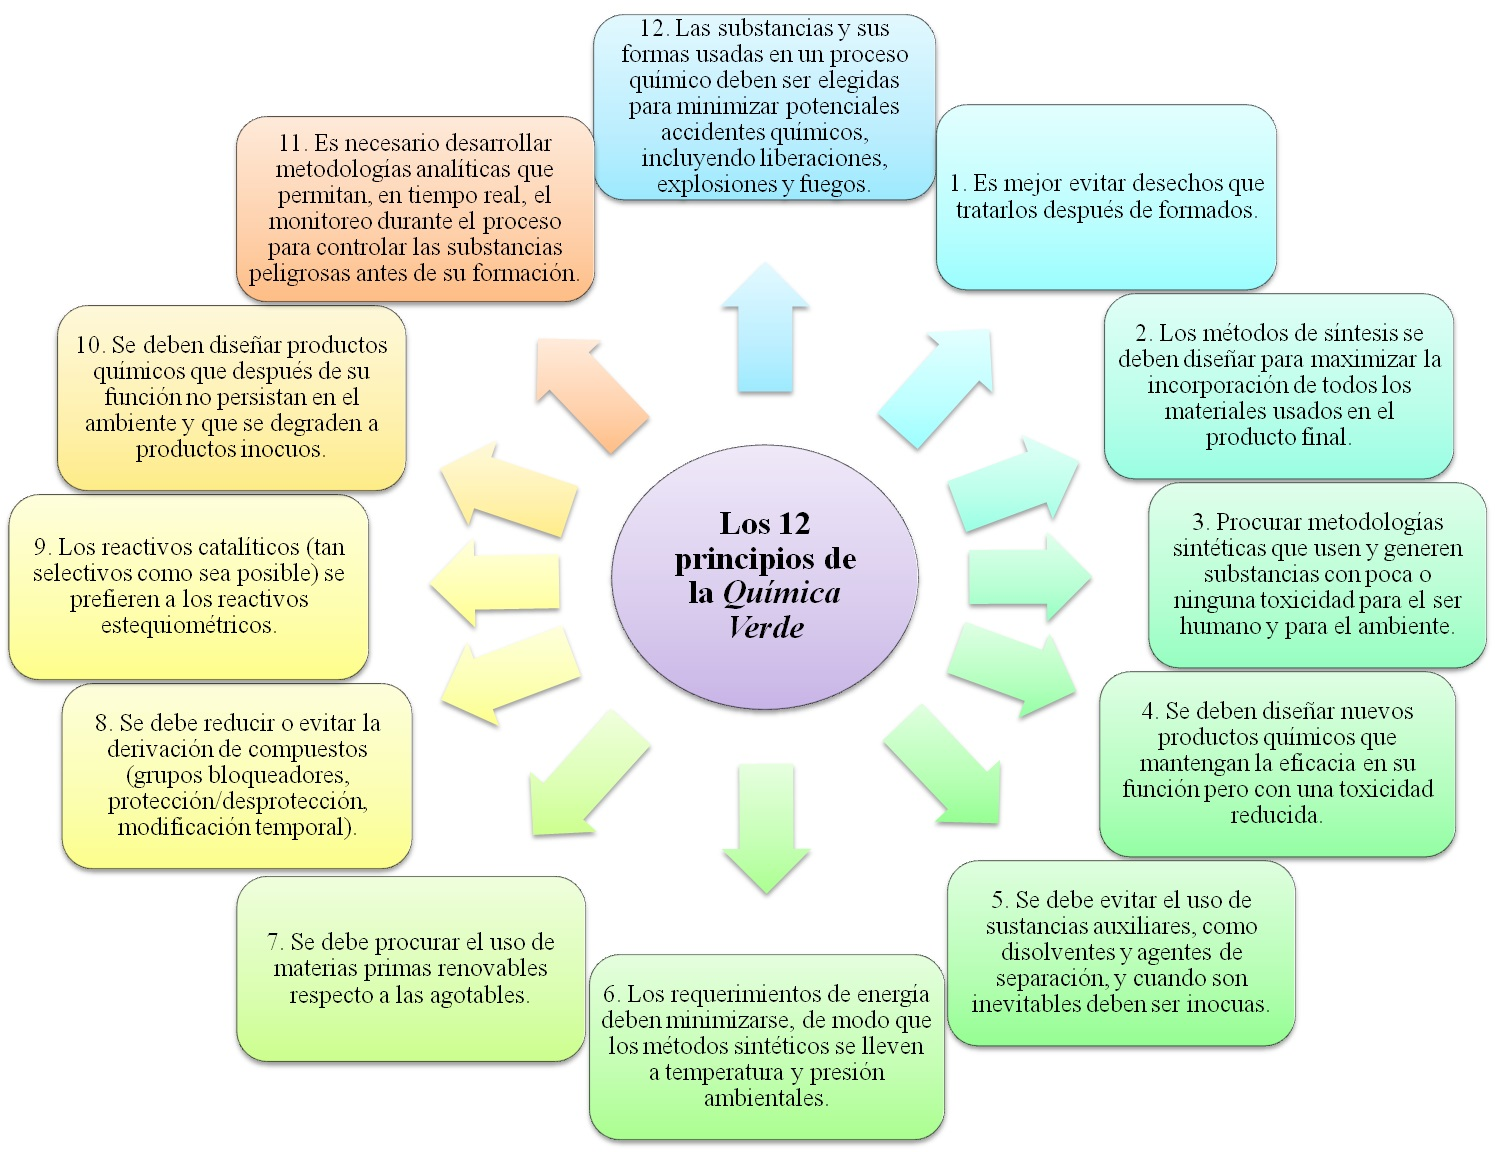 12. Las substancias y sus
formas usadas en un proceso
químico deben ser elegidas
para minimizar potenciales
accidentes químicos,
incluyendo liberaciones,
explosiones y fuegos.
1. Es mejor evitar desechos que
tratarlos después de formados.
2. Los métodos de síntesis se
deben diseñar para maximizar la
incorporación de todos los
materiales usados en el
producto final.
3. Procurar metodologías
sintéticas que usen y generen
substancias con poca o
ninguna toxicidad para el ser
humano y para el ambiente.
4. Se deben diseñar nuevos
productos químicos que
mantengan la eficacia en su
función pero con una toxicidad
reducida.
5. Se debe evitar el uso de
sustancias auxiliares, como
disolventes y agentes de
separación, y cuando son
inevitables deben ser inocuas.
6. Los requerimientos de energía
deben minimizarse, de modo que
los métodos sintéticos se lleven
a temperatura y presión
ambientales.
7. Se debe procurar el uso de
materias primas renovables
respecto a las agotables.
8. Se debe reducir o evitar la
derivación de compuestos
(grupos bloqueadores,
protección/desprotección,
modificación temporal).
9. Los reactivos catalíticos (tan
selectivos como sea posible) se
prefieren a los reactivos
estequiométricos.
10. Se deben diseñar productos
químicos que después de su
función no persistan en el
ambiente y que se degraden a
productos inocuos.
11. Es necesario desarrollar
metodologías analíticas que
permitan, en tiempo real, el
monitoreo durante el proceso
para controlar las substancias
peligrosas antes de su formación.
Los 12
principios de
la Química
Verde